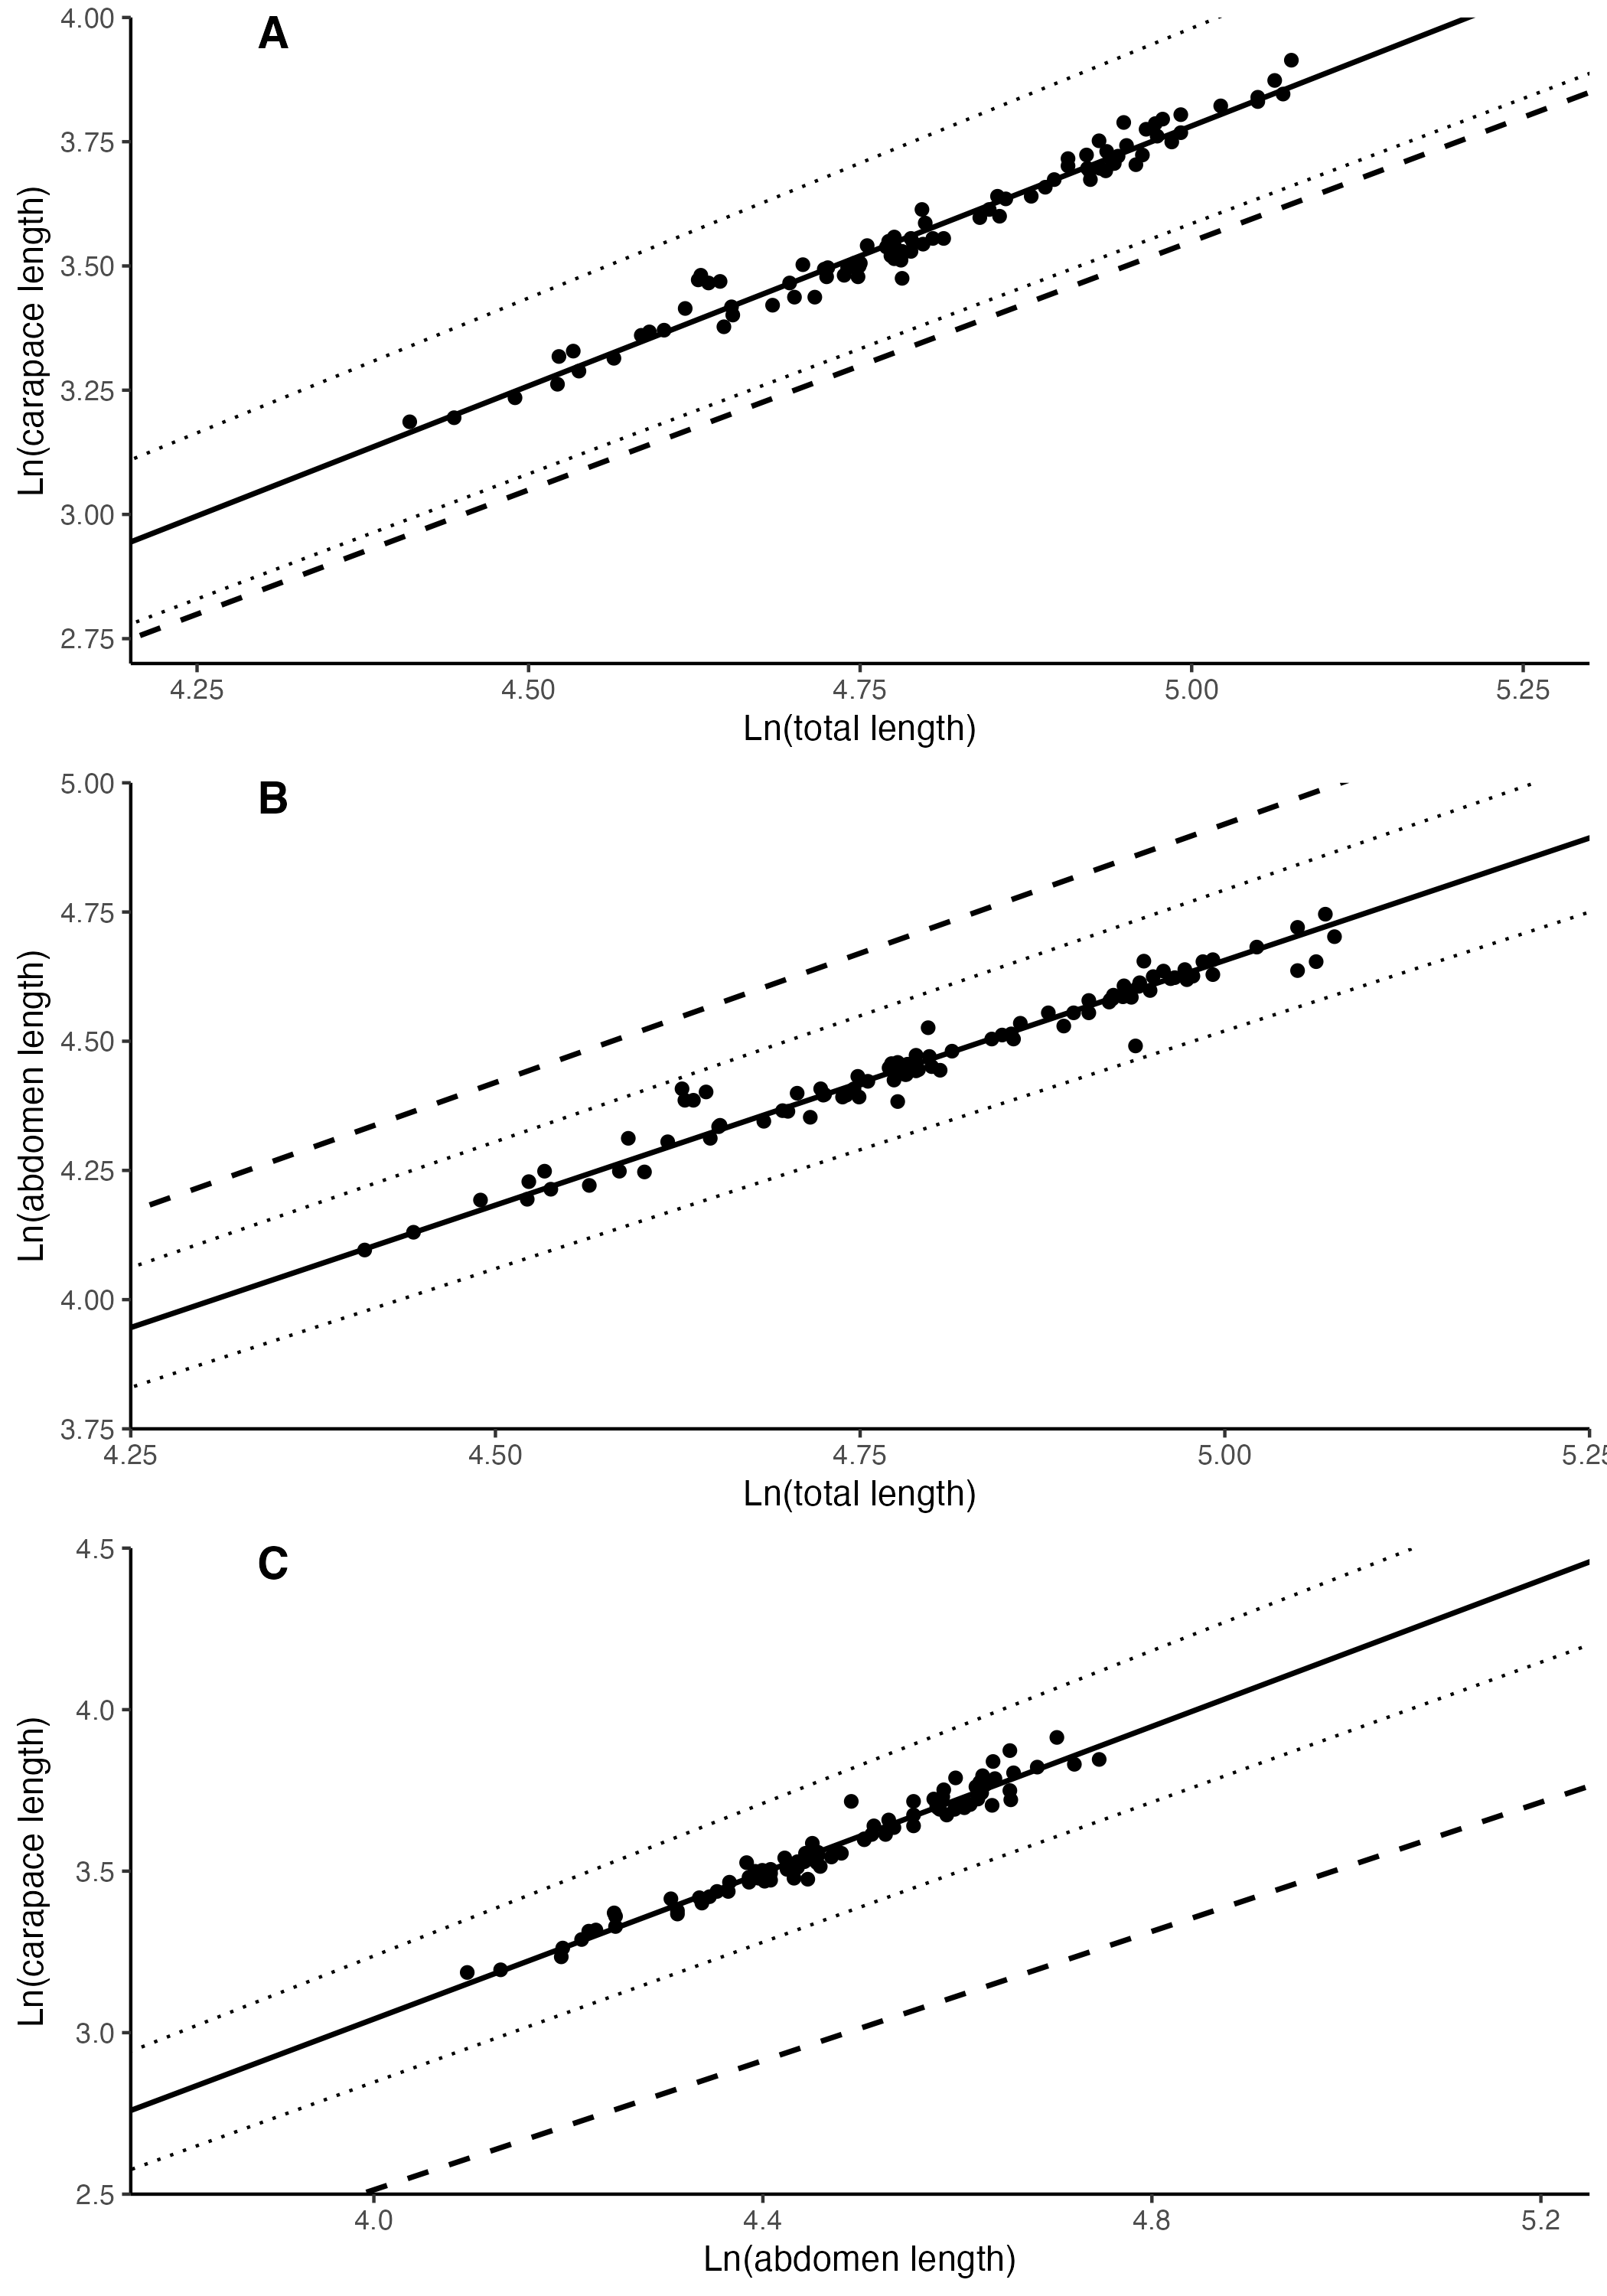 A
4.00
3.75
3.50
3.25
3.00
2.75
Ln(carapace length)
4.25 4.50 4.75 5.00 5.25
Ln(total length)
B
5.00
4.75
4.50
4.25
4.00
3.75
Ln(abdomen length)
4.25 4.50 4.75 5.00 5.25
Ln(total length)
C
4.5
4.0
3.5
3.0
2.5
Ln(carapace length)
4.0 4.4 4.8 5.2
Ln(abdomen length)